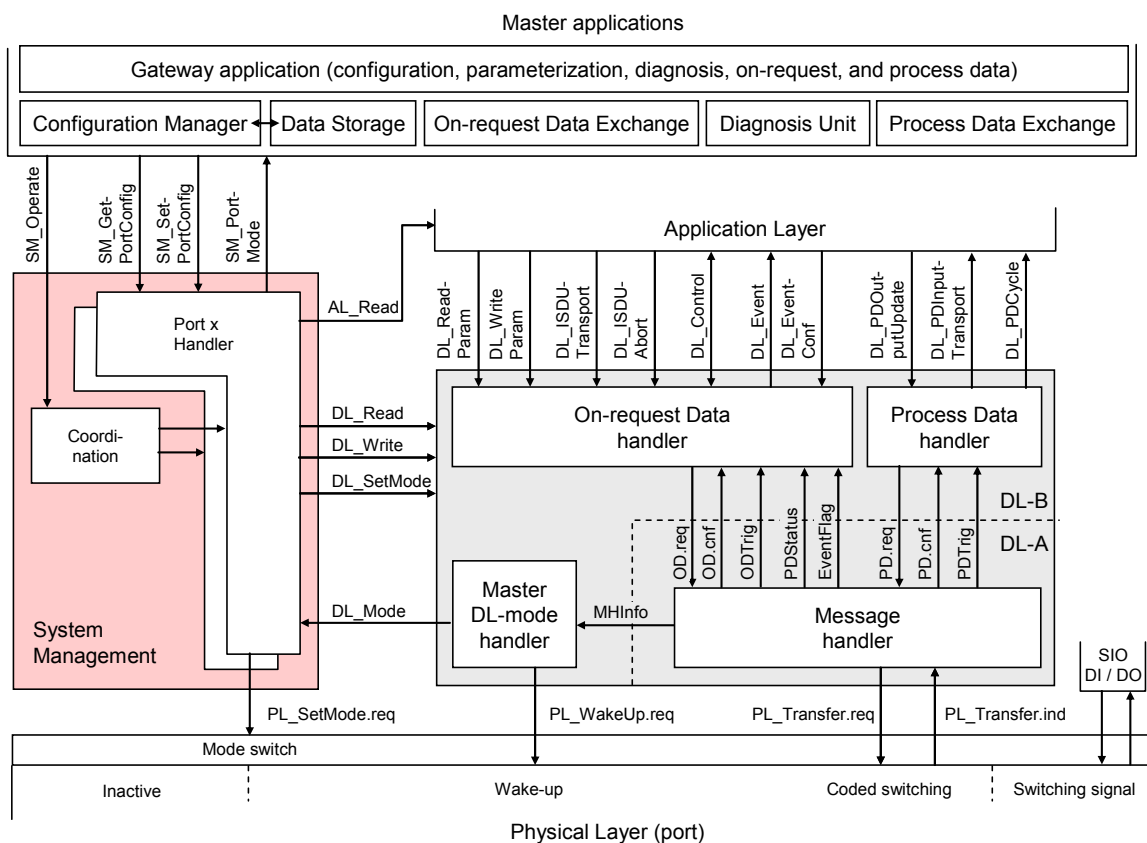 Master applications
Gateway application (configuration, parameterization, diagnosis, on-request, and process data)
Configuration Manager
Data Storage
On-request Data Exchange
Diagnosis Unit
Process Data Exchange
SM_Operate
SM_Get-
PortConfig
SM_Set-
PortConfig
SM_Port-
Mode
Application Layer
AL_Read
DL_Read-
Param
DL_Write
Param
DL_ISDU-
Transport
DL_ISDU-
Abort
DL_Control
DL_Event
DL_Event-
Conf
DL_PDOut-
putUpdate
DL_PDInput-
Transport
DL_PDCycle
Port x
Handler
Coordi-
nation
DL_Read
DL_Write
DL_SetMode
On-request Data
handler
Process Data
handler
DL-B
DL-A
OD.req
OD.cnf
ODTrig
PDStatus
EventFlag
PD.req
PD.cnf
PDTrig
System
Management
DL_Mode
Master
DL-mode
handler
MHInfo
Message
handler
SIO
DI / DO
PL_SetMode.req
PL_WakeUp.req
PL_Transfer.req
PL_Transfer.ind
Mode switch
Inactive
Wake-up
Coded switching
Switching signal
Physical Layer (port)